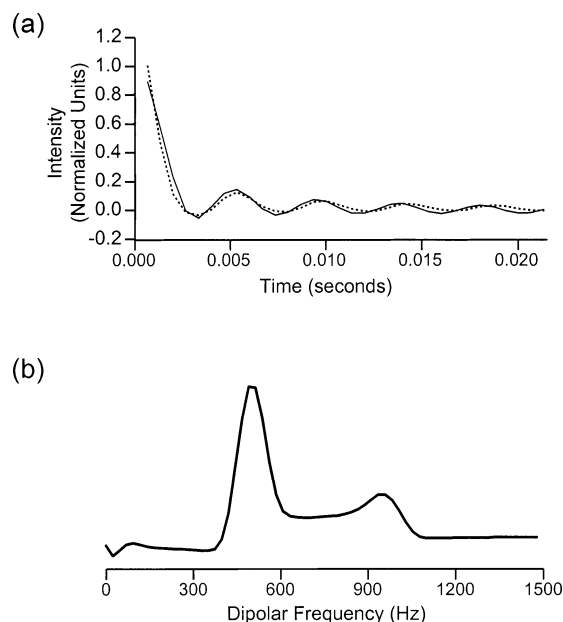 (a)
1.2
1.0
0.8
0.6
0.4
0.2
0.0
-0.2
Intensity
(Normalized Units)
0.000 0.005 0.010 0.015 0.020
Time (seconds)
(b)
0 300 600 900 1200 1500
Dipolar Frequency (Hz)